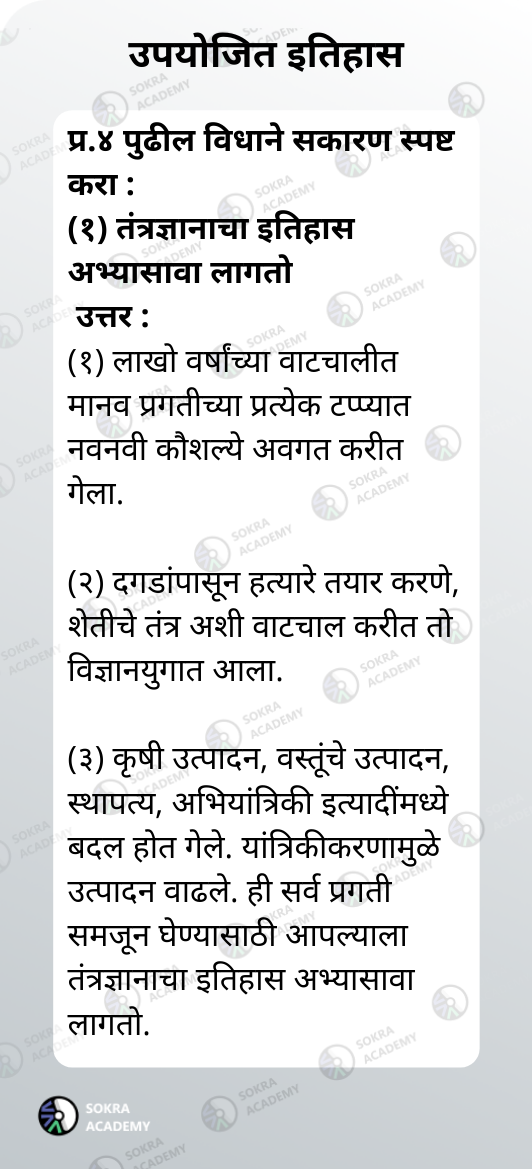 उपयोजित इतिहास
प्र.४ पुढील विधाने सकारण स्पष्ट
करा :
(१) तंत्रज्ञानाचा इतिहास
अभ्यासावा लागतो
उत्तर :
(१) लाखो वर्षांच्या वाटचालीत
मानव प्रगतीच्या प्रत्येक टप्प्यात
नवनवी कौशल्ये अवगत करीत
गेला.
(२) दगडांपासून हत्यारे तयार करणे,
शेतीचे तंत्र अशी वाटचाल करीत तो
विज्ञानयुगात आला.
(३) कृषी उत्पादन, वस्तूंचे उत्पादन,
स्थापत्य, अभियांत्रिकी इत्यादींमध्ये
बदल होत गेले. यांत्रिकीकरणामुळे
उत्पादन वाढले. ही सर्व प्रगती
समजून घेण्यासाठी आपल्याला
तंत्रज्ञानाचा इतिहास अभ्यासावा
लागतो.
SOKRA
ACADEMY